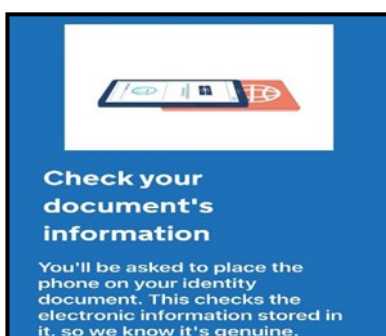 Check your
document's
information
You'll be asked to place the
phone on your identity
document. This checks the
electronic information stored in
it, so we know it's genuine.